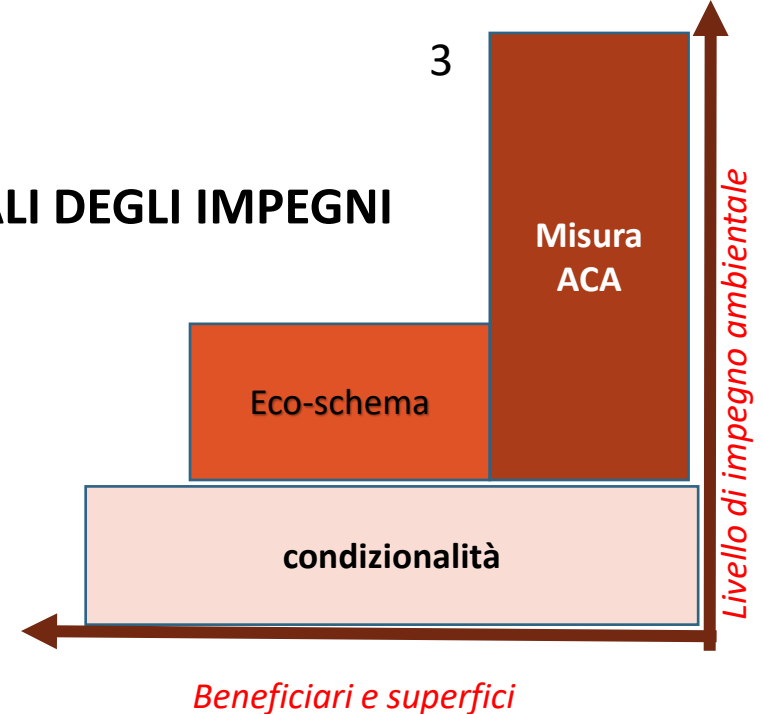 3
ALI DEGLI IMPEGNI
Misura
ACA
Eco-schema
condizionalità
Livello di impegno ambientale
Beneficiari e superfici